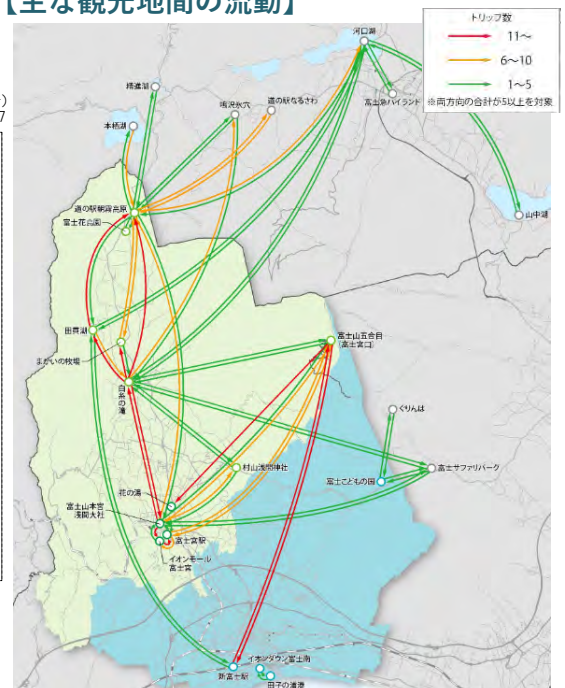 【主な観光地間の流動】
トリップ数
11～
6～10
1～5
※両方向の合計が5以上を対象
河口湖
精進湖
鳴沢氷穴
道の駅なるさわ
富士急ハイランド
本栖湖
7
山中湖
道の駅朝霧高原
富士花鳥園
田貫湖
富士山五合目
(富士宮口)
まかいの牧場
白糸の滝
ぐりんぱ
村山浅間神社
富士こどもの国
富士サファリパーク
花の湯
富士山本宮
浅間大社
富士宮駅
イオンモール
富士宮
イオンタウン富士南
新富士駅
田子の浦港